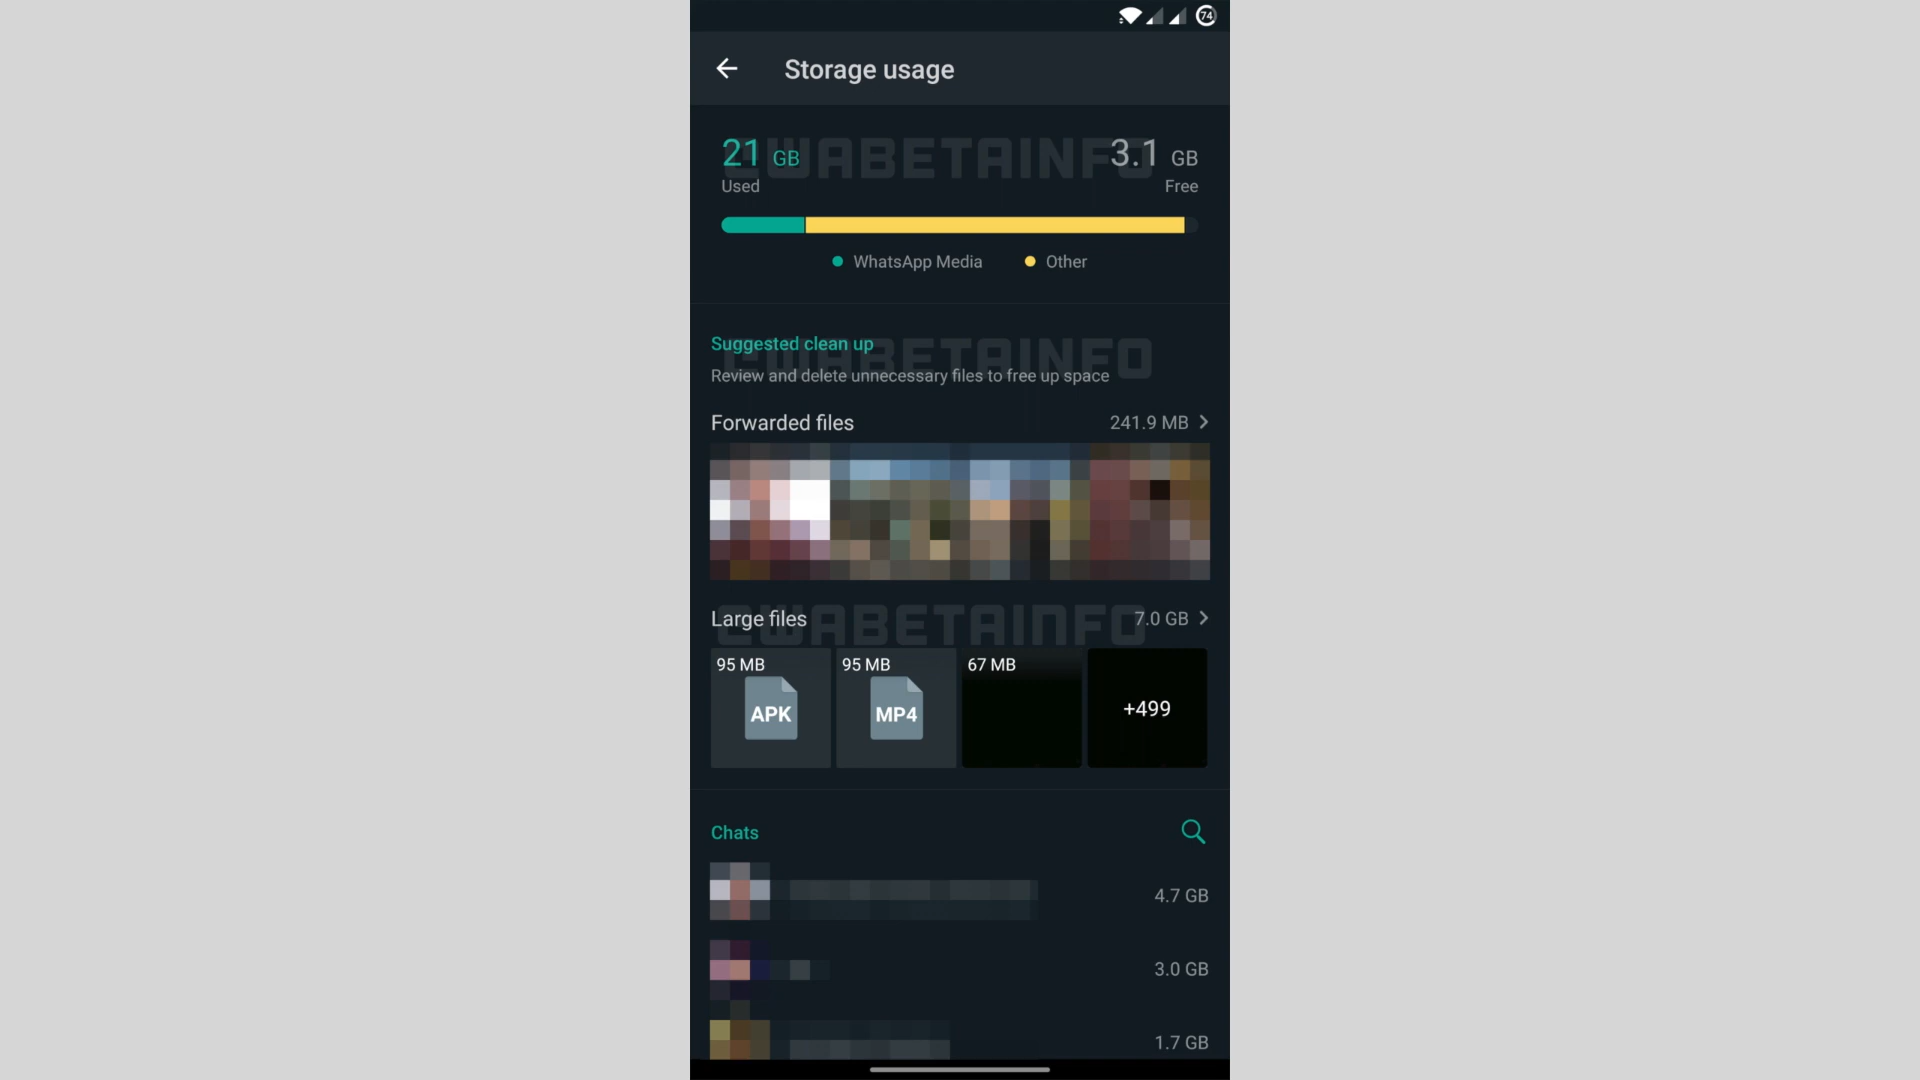 74
Storage usage
21 GB
3.1 GB
Used
Free
@WABETAINFO
WhatsApp Media
Other
Suggested clean up
@WABETAINFO
Review and delete unnecessary files to free up space
Forwarded files
241.9 MB
Large files
7.0 GB
@WABETAINFO
95 MB
95 MB
67 MB
APK
MP4
+499
Chats
4.7 GB
3.0 GB
1.7 GB